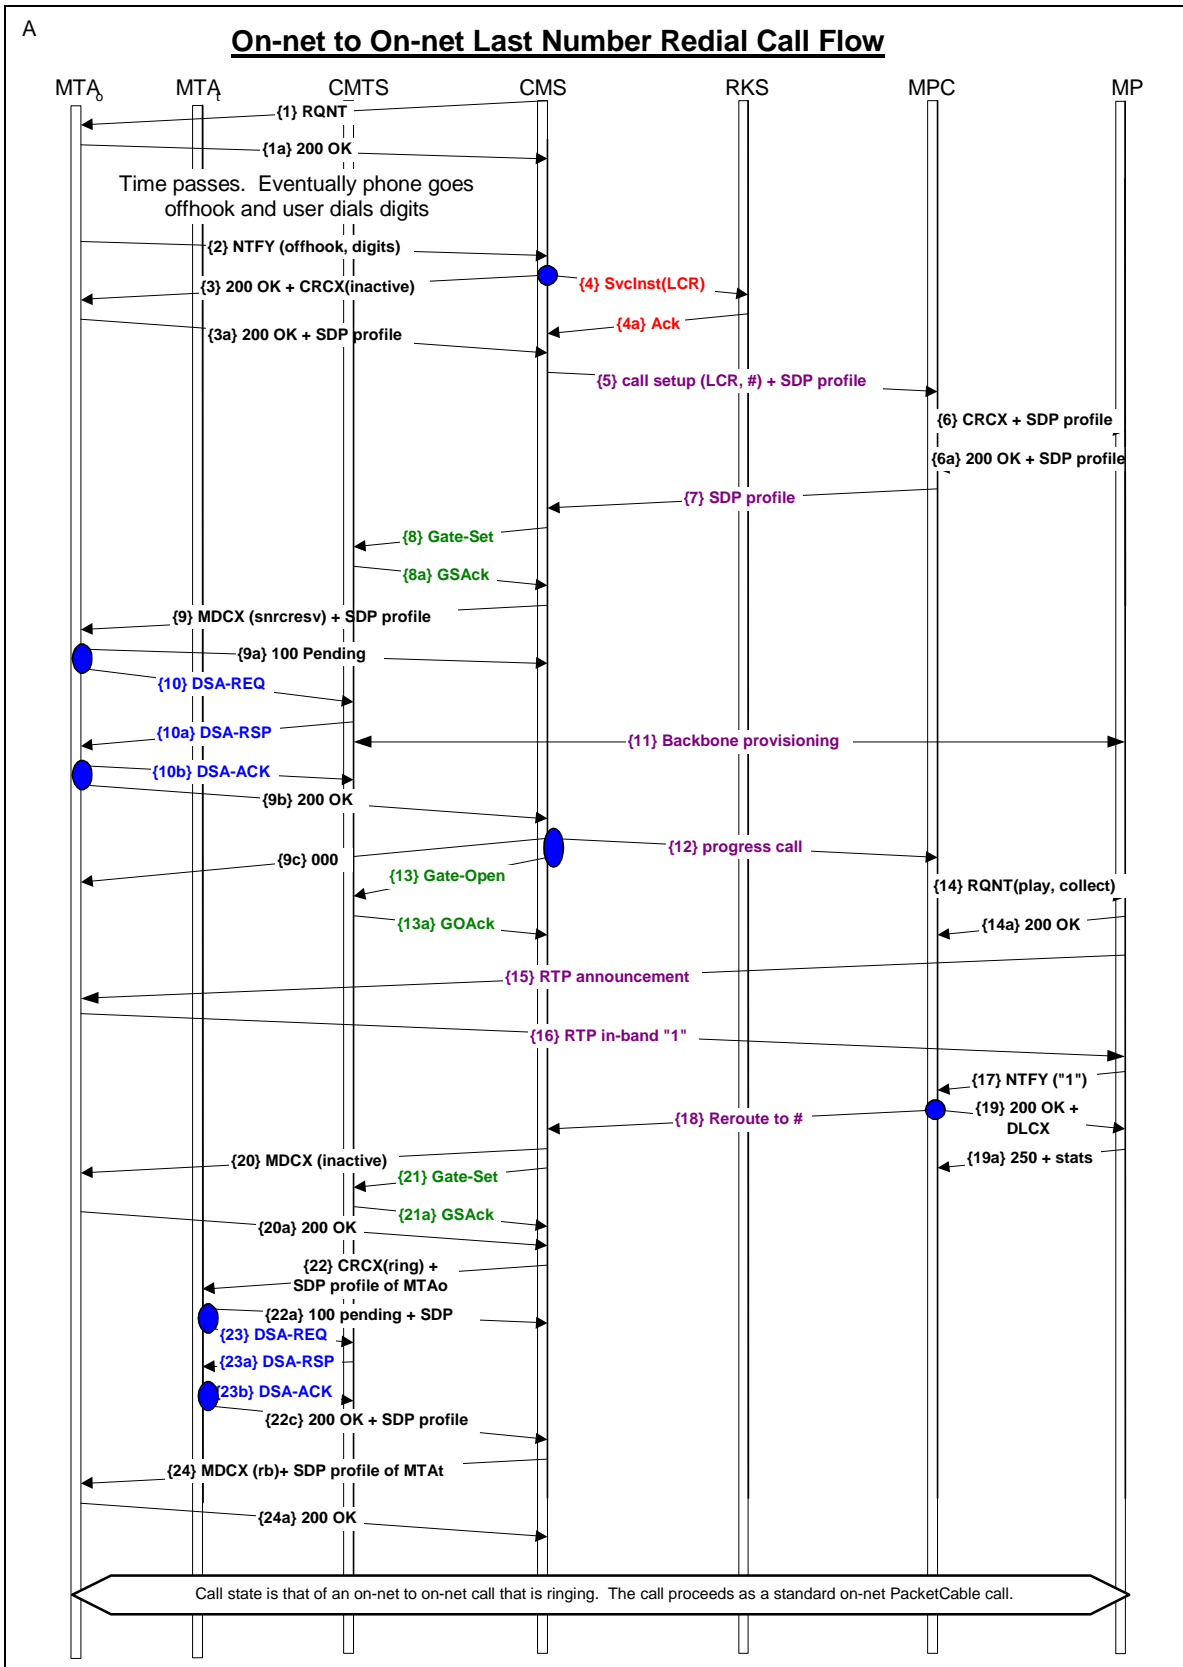 A
On-net to On-net Last Number Redial Call Flow
MTAo MTAt CMTS CMS RKS MPC MP
{1} RQNT
{1a} 200 OK
Time passes.  Eventually phone goes
offhook and user dials digits
{2} NTFY (offhook, digits)
{3} 200 OK + CRCX(inactive)
{4} SvcInst(LCR)
{4a} Ack
{3a} 200 OK + SDP profile
{5} call setup (LCR, #) + SDP profile
{6} CRCX + SDP profile
{6a} 200 OK + SDP profile
{7} SDP profile
{8} Gate-Set
{8a} GSAck
{9} MDCX (snrcresv) + SDP profile
{9a} 100 Pending
{10} DSA-REQ
{10a} DSA-RSP
{11} Backbone provisioning
{10b} DSA-ACK
{9b} 200 OK
{12} progress call
{9c} 000
{13} Gate-Open
{14} RQNT(play, collect)
{13a} GOAck
{14a} 200 OK
{15} RTP announcement
{16} RTP in-band "1"
{17} NTFY ("1")
{18} Reroute to #
{19} 200 OK +
DLCX
{20} MDCX (inactive)
{19a} 250 + stats
{21} Gate-Set
{21a} GSAck
{20a} 200 OK
{22} CRCX(ring) +
SDP profile of MTAo
{22a} 100 pending + SDP
{23} DSA-REQ
{23a} DSA-RSP
{23b} DSA-ACK
{22c} 200 OK + SDP profile
{24} MDCX (rb)+ SDP profile of MTAt
{24a} 200 OK
Call state is that of an on-net to on-net call that is ringing.  The call proceeds as a standard on-net PacketCable call.